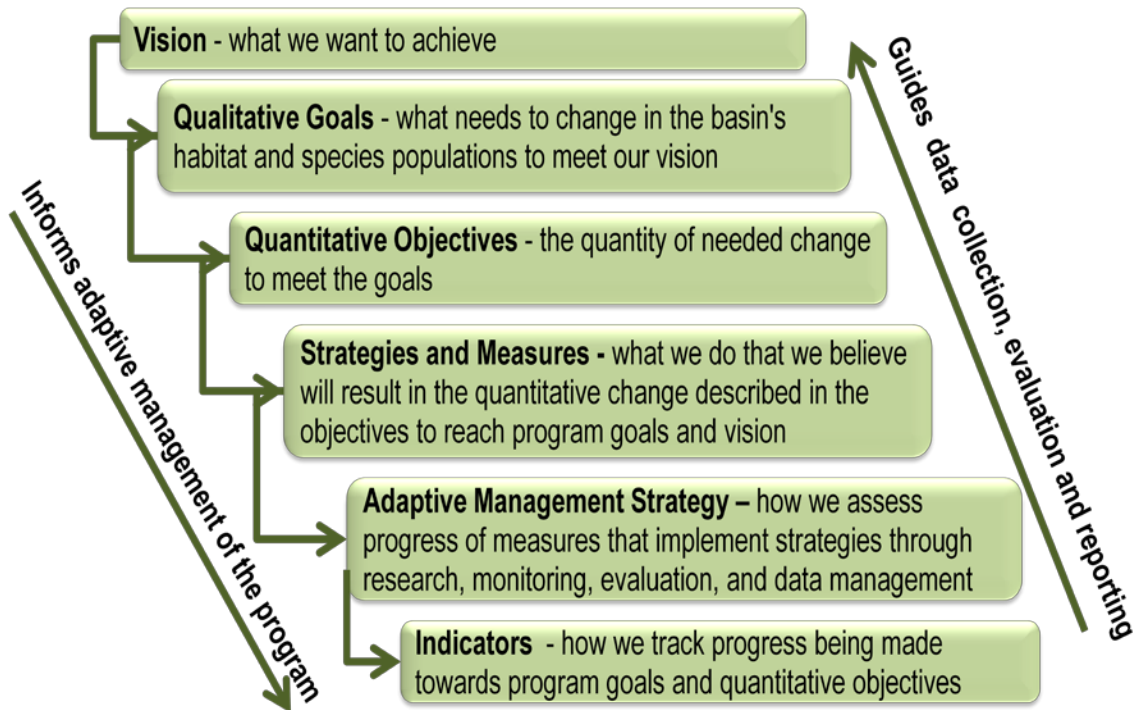 Vision - what we want to achieve
Qualitative Goals - what needs to change in the basin's
habitat and species populations to meet our vision
Quantitative Objectives - the quantity of needed change
to meet the goals
Strategies and Measures - what we do that we believe
will result in the quantitative change described in the
objectives to reach program goals and vision
Adaptive Management Strategy – how we assess
progress of measures that implement strategies through
research, monitoring, evaluation, and data management
Indicators - how we track progress being made
towards program goals and quantitative objectives
Informs adaptive management of the program
Guides data collection, evaluation and reporting